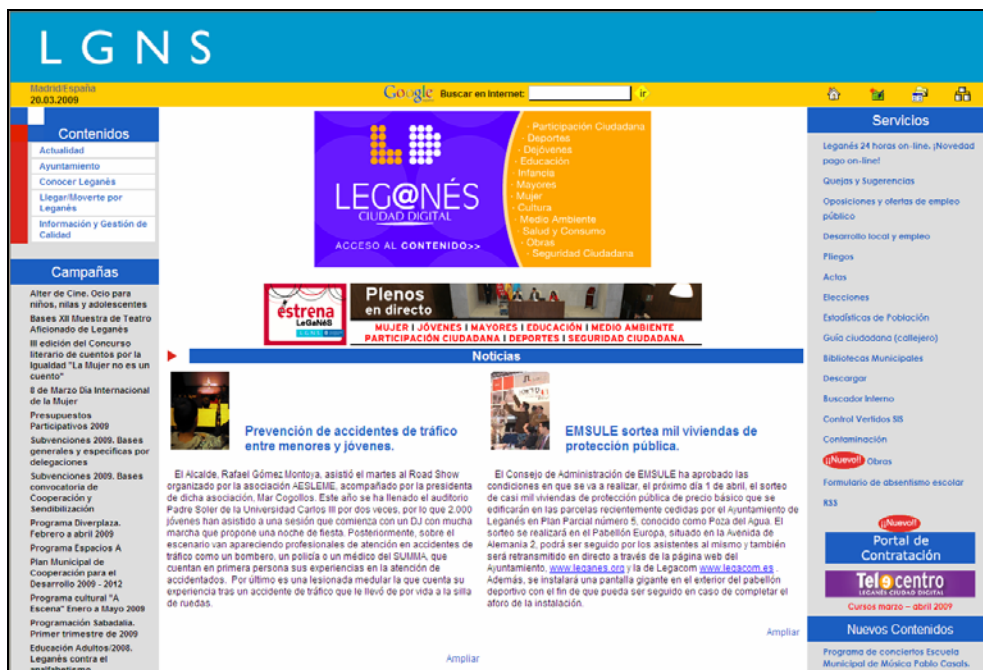 LGNS
Madrid/España
20.03.2009
Google Buscar en Internet: ir
Contenidos
Actualidad
Ayuntamiento
Conocer Leganés
Llegar/Moverte por
Leganés
Información y Gestión de
Calidad
Campañas
Alter de Cine. Ocio para
niños, niñas y adolescentes
Bases XII Muestra de Teatro
Aficionado de Leganés
III edición del Concurso
literario de cuentos por la
Igualdad "La Mujer no es un
cuento"
8 de Marzo Día Internacional
de la Mujer
Presupuestos
Participativos 2009
Subvenciones 2009. Bases
generales y específicas por
delegaciones
Subvenciones 2009. Bases
convocatoria de
Cooperación y
Sendibilización
Programa Diverplaza.
Febrero a abril 2009
Programa Espacios A
Plan Municipal de
Cooperación para el
Desarrollo 2009 - 2012
Programa cultural "A
Escena" Enero a Mayo 2009
Programación Sabadalia.
Primer trimestre de 2009
Educación Adultos/2008.
Leganés contra el
analfabetismo
LEG@NÉS
CIUDAD DIGITAL
ACCESO AL CONTENIDO>>
- Participación Ciudadana
- Deportes
- Dejóvenes
- Educación
- Infancia
- Mayores
- Mujer
- Cultura
- Medio Ambiente
- Salud y Consumo
- Obras
- Seguridad Ciudadana
éstrena
LeGaNéS
LGNS
Plenos
en directo
MUJER I JÓVENES I MAYORES I EDUCACIÓN I MEDIO AMBIENTE
PARTICIPACIÓN CIUDADANA I DEPORTES I SEGURIDAD CIUDADANA
Noticias
Prevención de accidentes de tráfico
entre menores y jóvenes.
El Alcalde, Rafael Gómez Montoya, asistió el martes al Road Show
organizado por la asociación AESLEME, acompañado por la presidenta
de dicha asociación, Mar Cogollos. Este año se ha llenado el auditorio
Padre Soler de la Universidad Carlos III por dos veces, por lo que 2.000
jóvenes han asistido a una sesión que comienza con un DJ con mucha
marcha que propone una noche de fiesta. Posteriormente, sobre el
escenario van apareciendo profesionales de atención en accidentes de
tráfico como un bombero, un policía o un médico del SUMMA, que
cuentan en primera persona sus experiencias en la atención de
accidentados. Por último es una lesionada medular la que cuenta su
experiencia tras un accidente de tráfico que le llevó de por vida a la silla
de ruedas.
Ampliar
EMSULE sortea mil viviendas de
protección pública.
El Consejo de Administración de EMSULE ha aprobado las
condiciones en que se va a realizar, el próximo día 1 de abril, el sorteo
de casi mil viviendas de protección pública de precio básico que se
edificarán en las parcelas recientemente cedidas por el Ayuntamiento de
Leganés en Plan Parcial número 5, conocido como Poza del Agua. El
sorteo se realizará en el Pabellón Europa, situado en la Avenida de
Alemania 2, podrá ser seguido por los asistentes al mismo y también
será retransmitido en directo a través de la página web del
Ayuntamiento, www.leganes.org y la de Legacom www.legacom.es .
Además, se instalará una pantalla gigante en el exterior del pabellón
deportivo con el fin de que pueda ser seguido en caso de completar el
aforo de la instalación.
Ampliar
Servicios
Leganés 24 horas on-line. ¡Novedad
pago on-line!
Quejas y Sugerencias
Oposiciones y ofertas de empleo
público
Desarrollo local y empleo
Pliegos
Actas
Elecciones
Estadísticas de Población
Guía ciudadana (callejero)
Bibliotecas Municipales
Descargar
Buscador Interno
Control Vertidos SIS
Contaminación
¡¡Nuevo!! Obras
Formulario de absentismo escolar
RSS
¡¡Nuevo!!
Portal de
Contratación
Telecentro
LEGANÉS CIUDAD DIGITAL
Cursos marzo – abril 2009
Nuevos Contenidos
Programa de conciertos Escuela
Municipal de Música Pablo Casals.